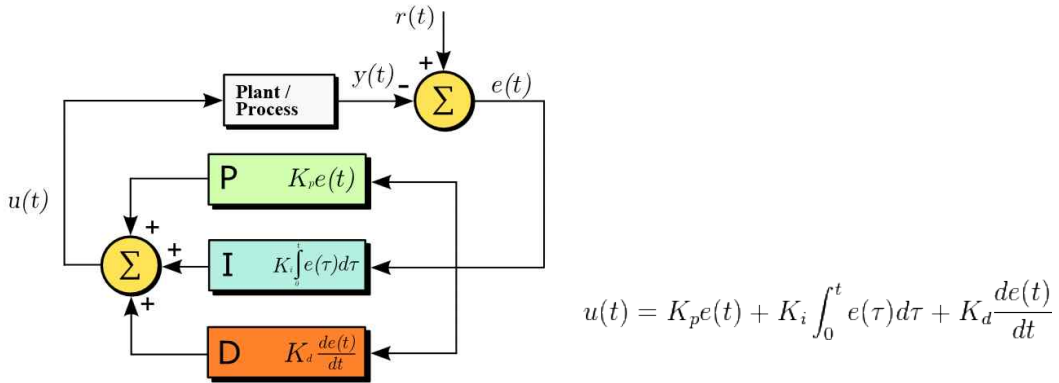 r(t)
+
Plant /
Process
y(t)
-
Σ
e(t)
P K_p e(t)
u(t)
+
I K_i ∫_0^t e(τ)dτ
+
Σ
+
D K_d de(t)/dt
u(t) = K_p e(t) + K_i ∫_0^t e(τ)dτ + K_d de(t)/dt